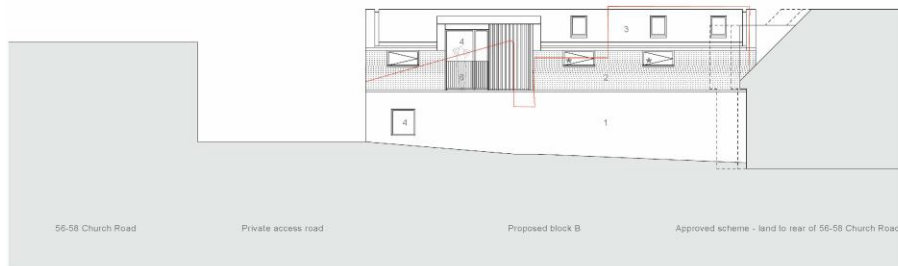 3
4
2
4
1
56-58 Church Road
Private access road
Proposed block B
Approved scheme - land to rear of 56-58 Church Road